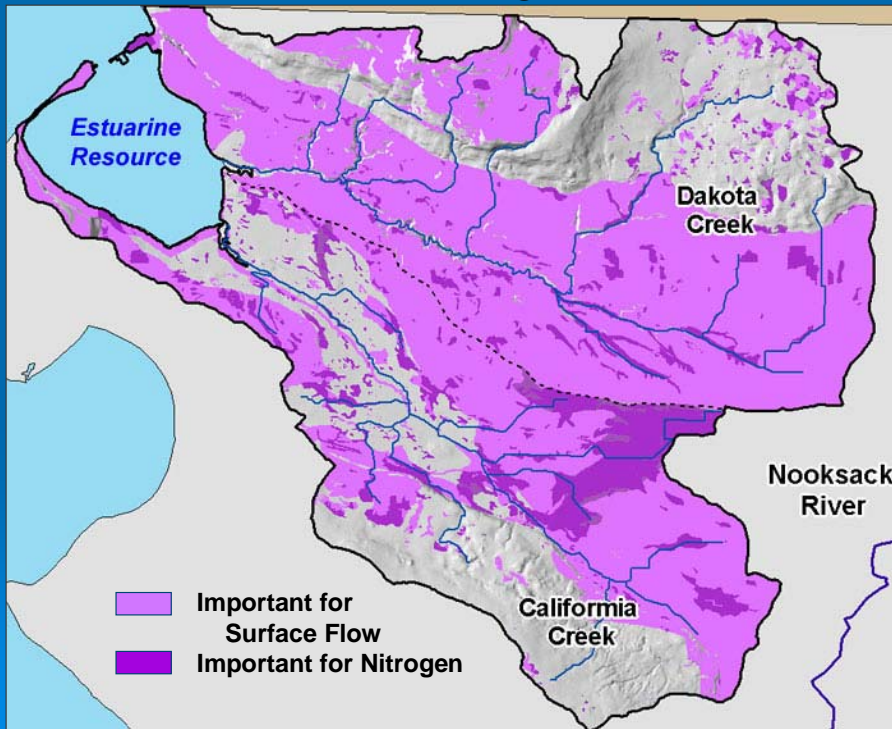 Estuarine
Resource
Dakota
Creek
Nooksack
River
Califormia
Creek
Important for
Surface Flow
Important for Nitrogen